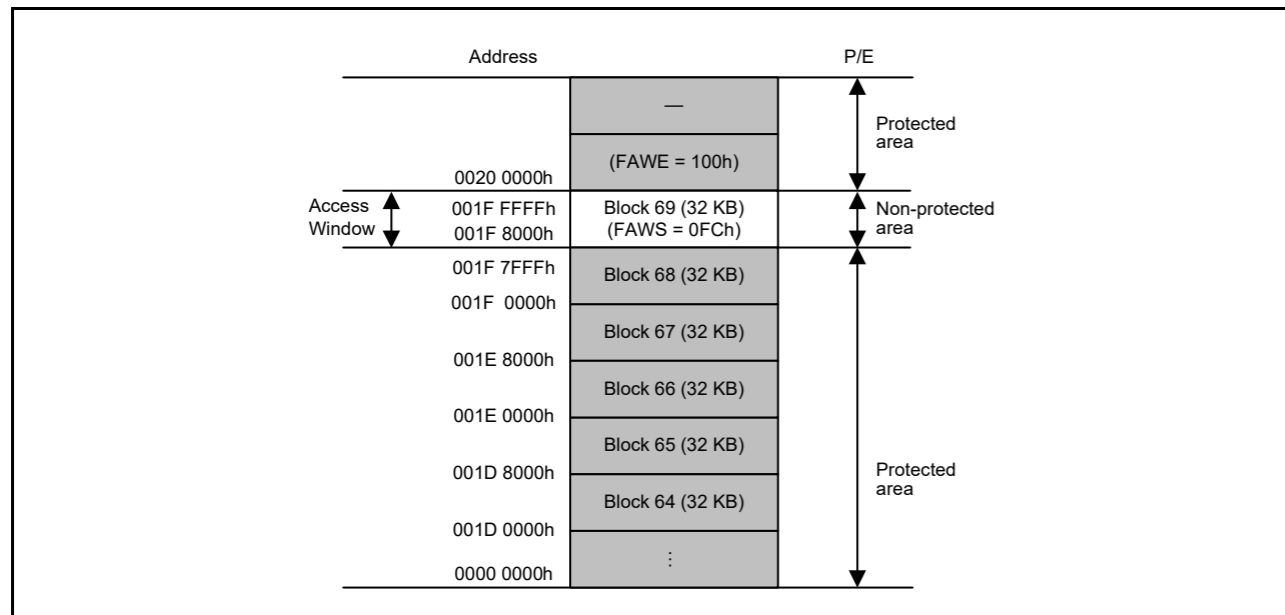 Address
P/E
—
Protected
area
(FAWE = 100h)
0020 0000h
Access
Window
001F FFFFh
001F 8000h
Block 69 (32 KB)
(FAWS = 0FCh)
Non-protected
area
001F 7FFFh
Block 68 (32 KB)
001F  0000h
Block 67 (32 KB)
001E 8000h
Block 66 (32 KB)
001E 0000h
Block 65 (32 KB)
001D 8000h
Protected
area
Block 64 (32 KB)
001D 0000h
⋮
0000 0000h